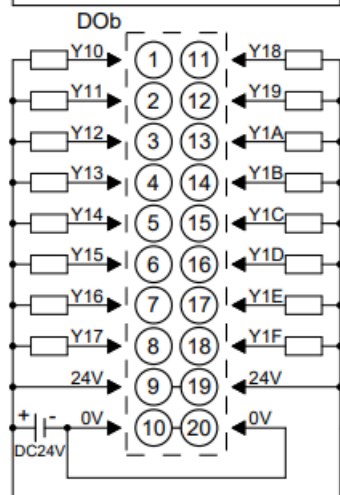 DOb
Y10 1 11 Y18
Y11 2 12 Y19
Y12 3 13 Y1A
Y13 4 14 Y1B
Y14 5 15 Y1C
Y15 6 16 Y1D
Y16 7 17 Y1E
Y17 8 18 Y1F
24V 9 19 24V
+ - 0V 10 20 0V
DC24V